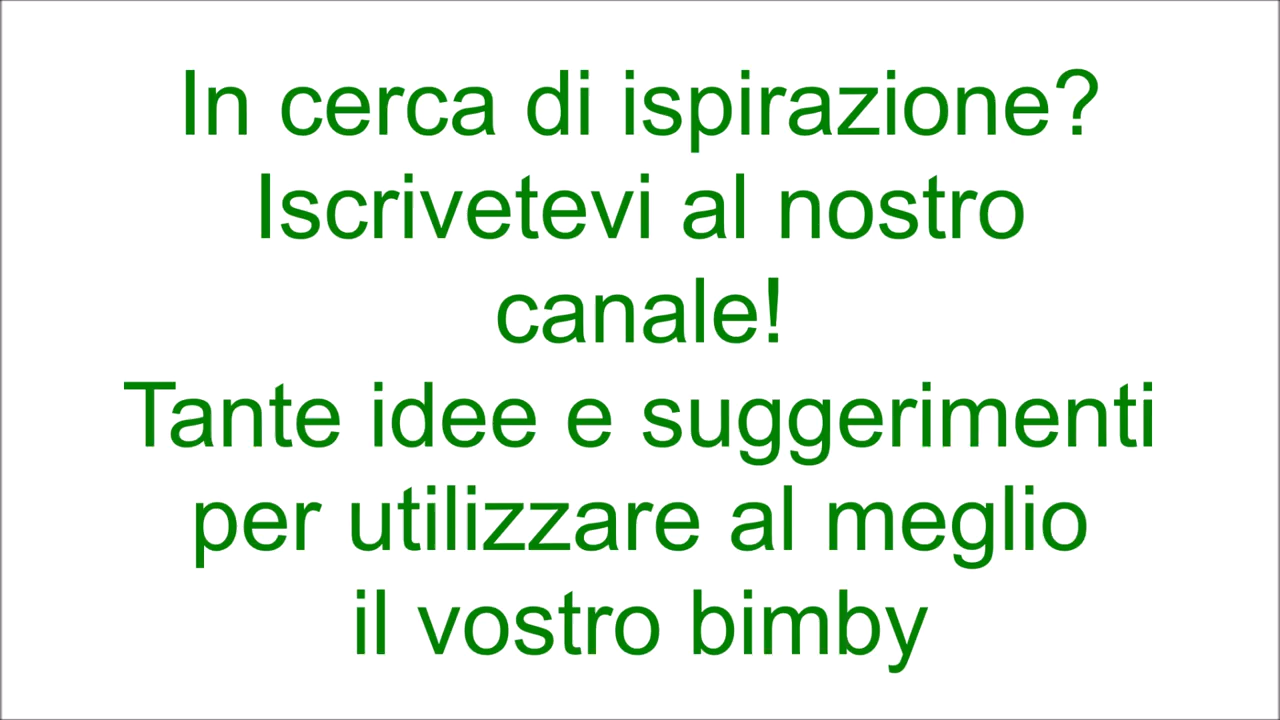 In cerca di ispirazione?
Iscrivetevi al nostro
canale!
Tante idee e suggerimenti
per utilizzare al meglio
il vostro bimby